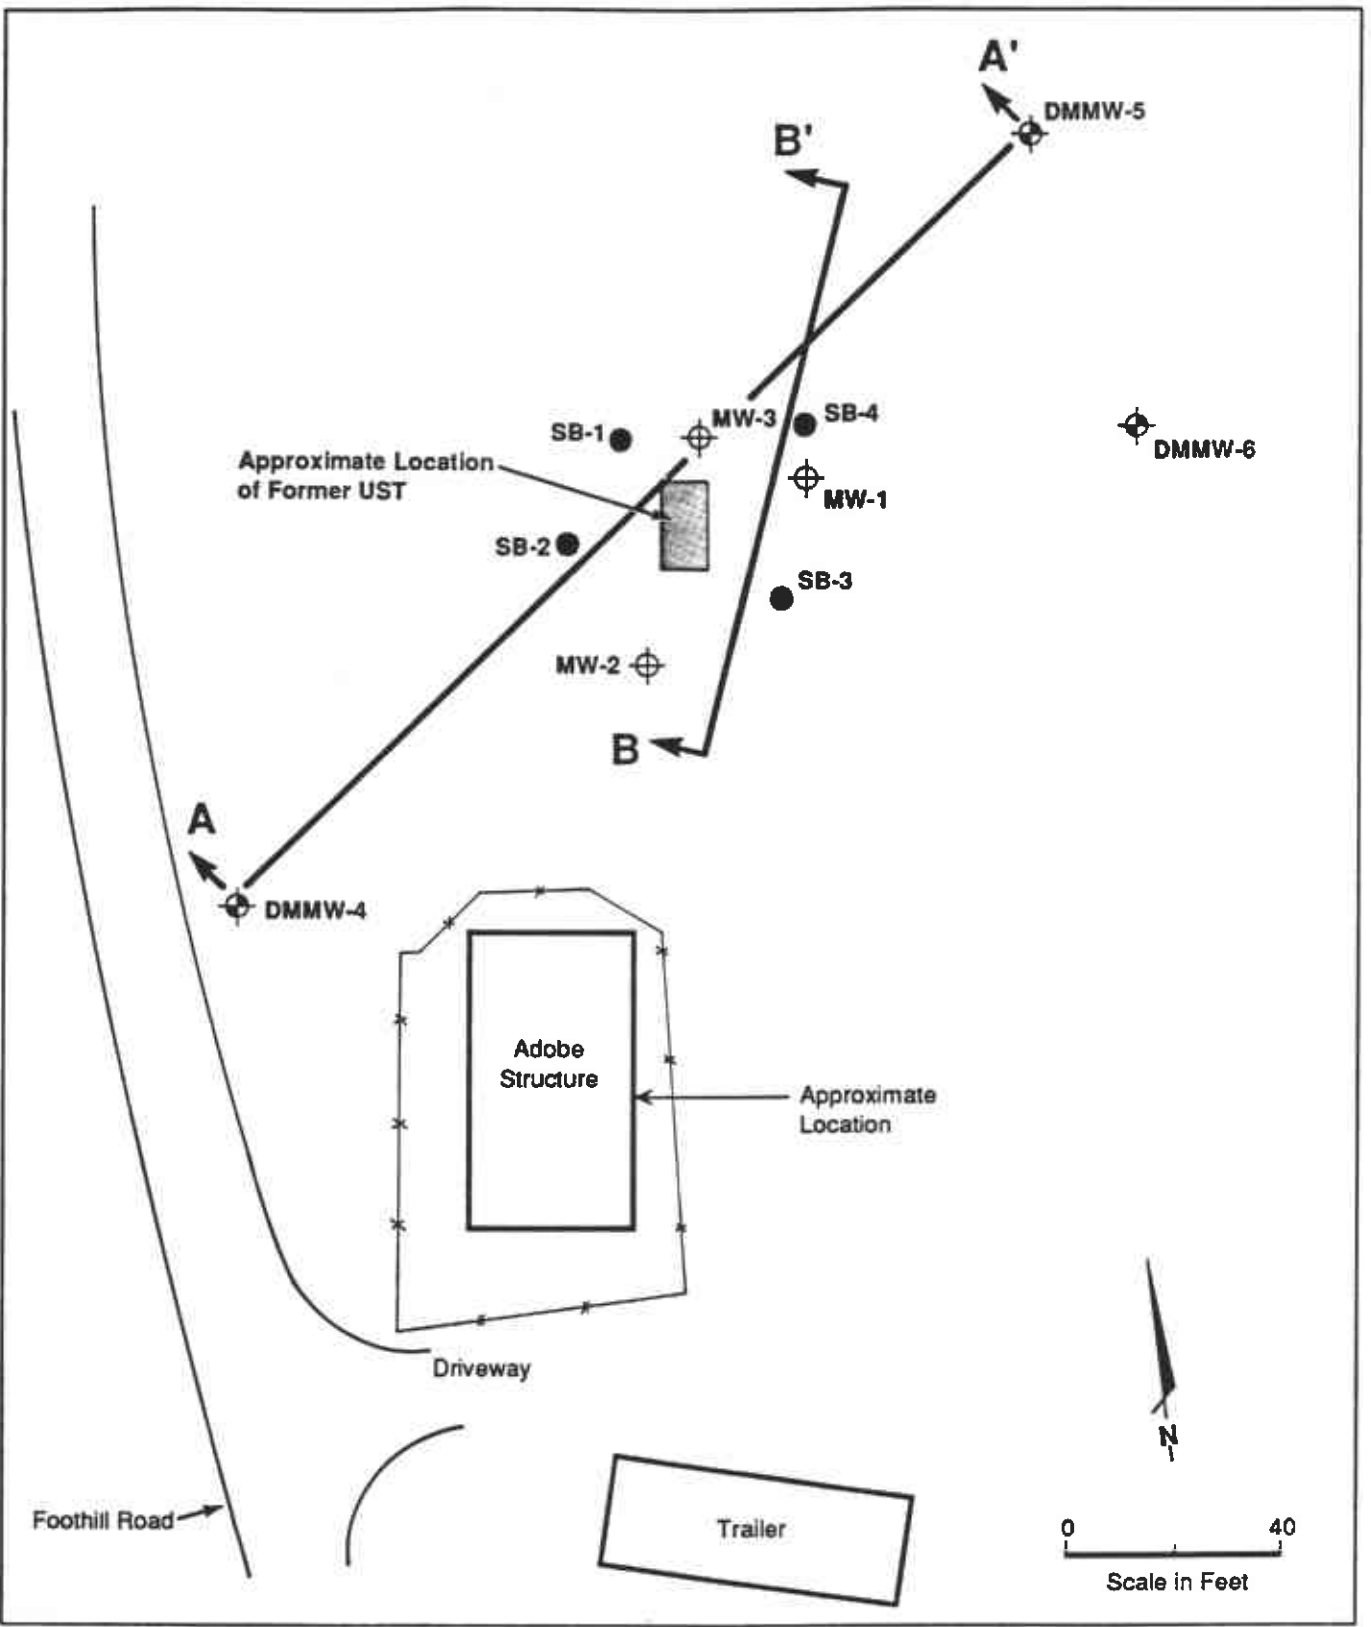 A'
DMMW-5
B'
MW-3
SB-4
SB-1
DMMW-6
Approximate Location
of Former UST
MW-1
SB-2
SB-3
MW-2
B
A
DMMW-4
Adobe
Structure
Approximate
Location
Driveway
N
Foothill Road
Trailer
0 40
Scale in Feet